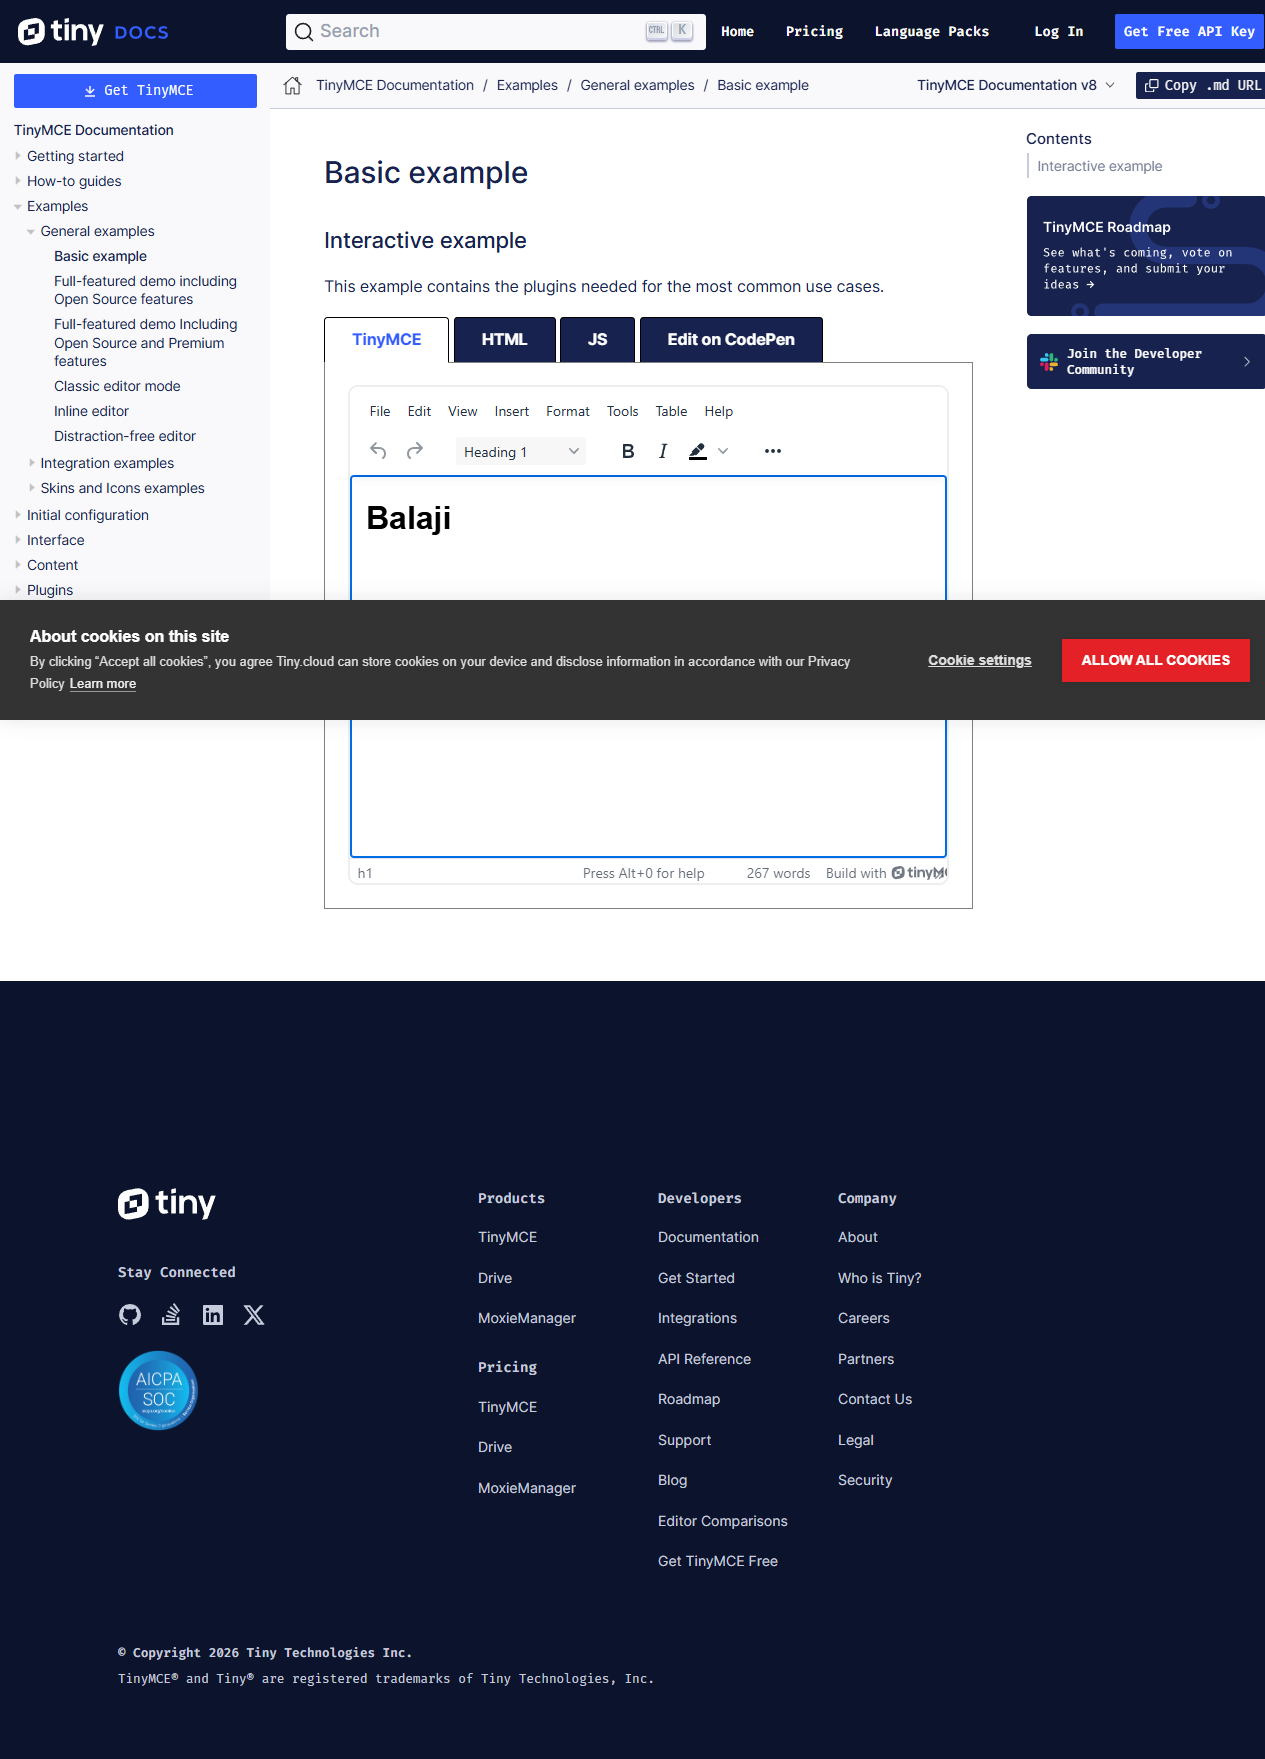 tiny DOCS
Search
CTRL K
Home
Pricing
Language Packs
Log In
Get Free API Key
Get TinyMCE
TinyMCE Documentation
Getting started
How-to guides
Examples
General examples
Basic example
Full-featured demo including
Open Source features
Full-featured demo Including
Open Source and Premium
features
Classic editor mode
Inline editor
Distraction-free editor
Integration examples
Skins and Icons examples
Initial configuration
Interface
Content
Plugins
TinyMCE Documentation / Examples / General examples / Basic example
TinyMCE Documentation v8
Copy .md URL
Basic example
Interactive example
This example contains the plugins needed for the most common use cases.
TinyMCE
HTML
JS
Edit on CodePen
File Edit View Insert Format Tools Table Help
Heading 1
B I
Balaji
h1
Press Alt+0 for help
267 words
Build with tinyMC
Contents
Interactive example
TinyMCE Roadmap
See what's coming, vote on
features, and submit your
ideas →
Join the Developer
Community
About cookies on this site
By clicking “Accept all cookies”, you agree Tiny.cloud can store cookies on your device and disclose information in accordance with our Privacy
Policy Learn more
Cookie settings
ALLOW ALL COOKIES
tiny
Stay Connected
AICPA
SOC
Products
TinyMCE
Drive
MoxieManager
Pricing
TinyMCE
Drive
MoxieManager
Developers
Documentation
Get Started
Integrations
API Reference
Roadmap
Support
Blog
Editor Comparisons
Get TinyMCE Free
Company
About
Who is Tiny?
Careers
Partners
Contact Us
Legal
Security
© Copyright 2026 Tiny Technologies Inc.
TinyMCE® and Tiny® are registered trademarks of Tiny Technologies, Inc.